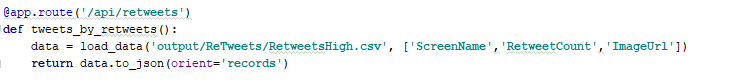 @app.route('/api/retweets')
def tweets_by_retweets():
    data = load_data('output/ReTweets/RetweetsHigh.csv', ['ScreenName','RetweetCount','ImageUrl'])
    return data.to_json(orient='records')